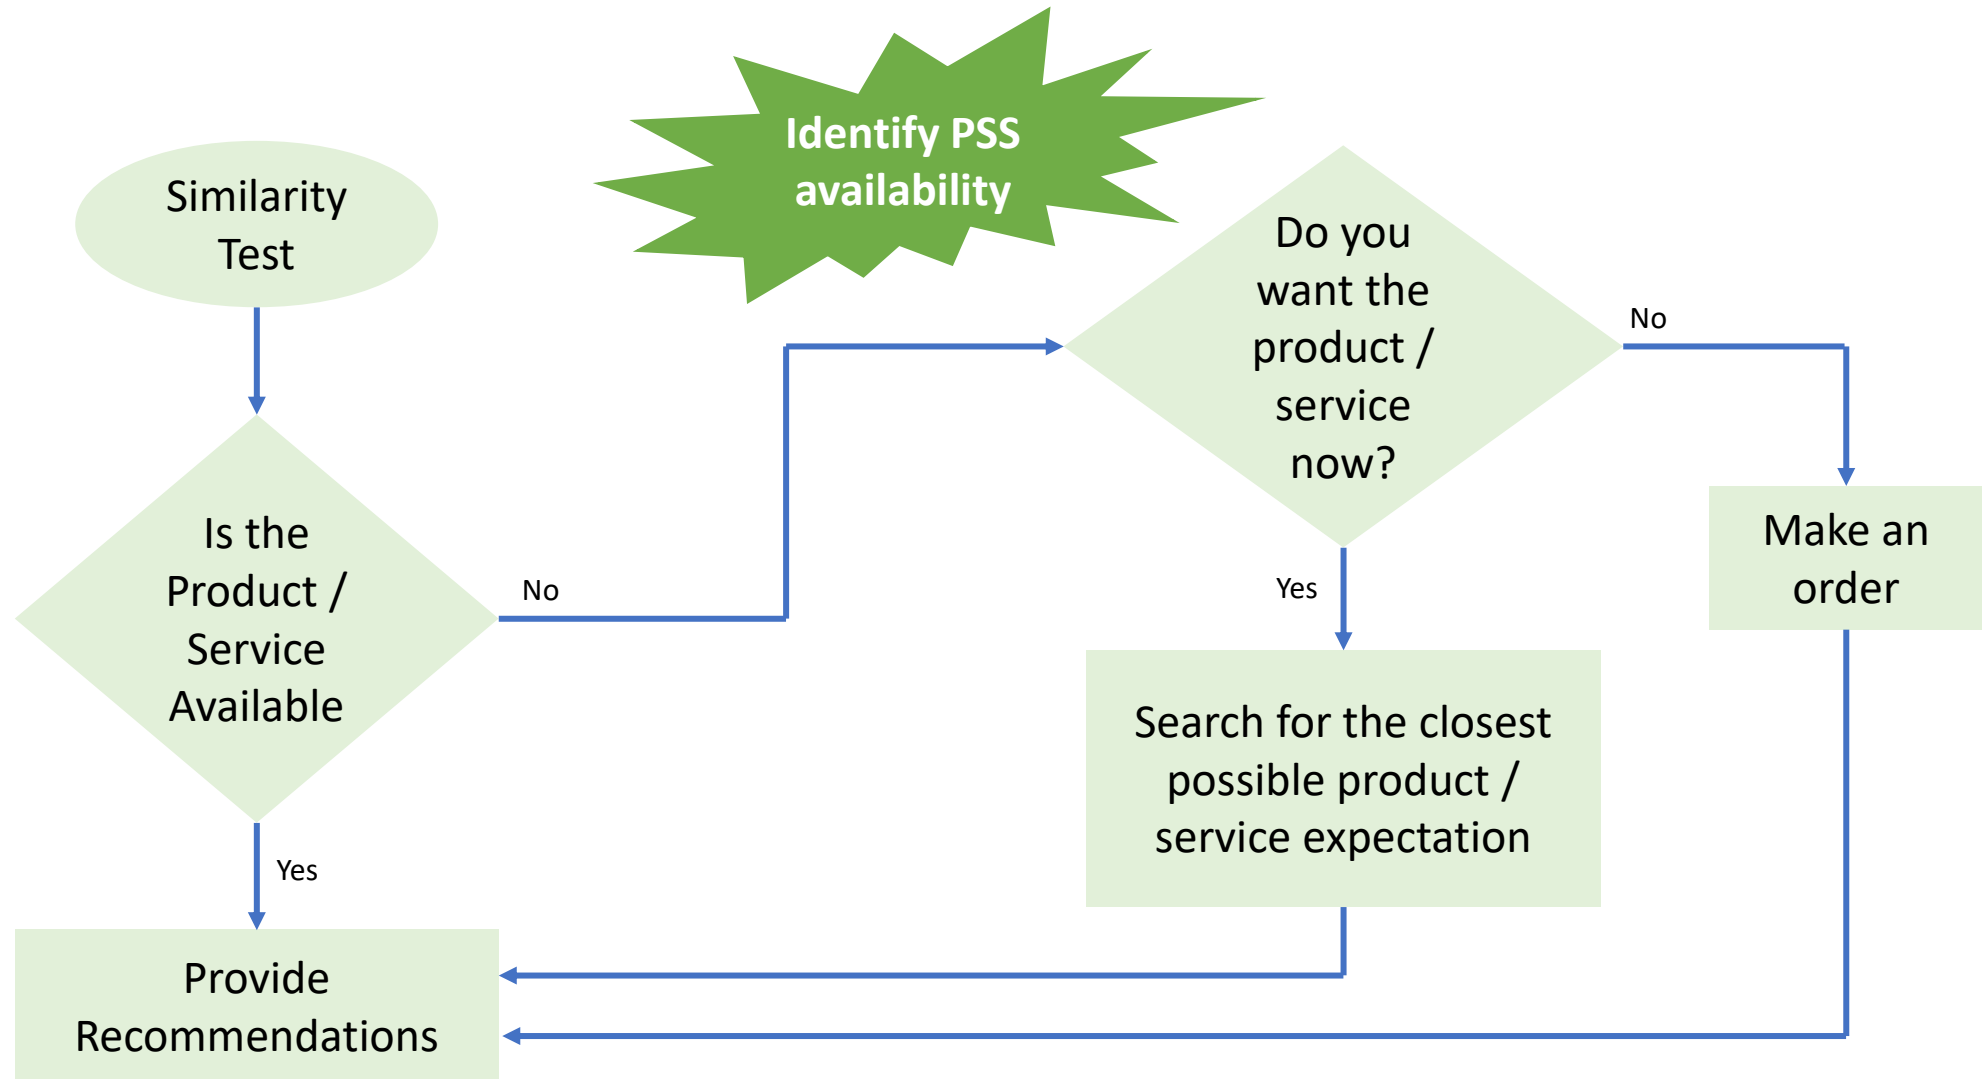 Identify PSS
availability
Similarity
Test
Is the
Product /
Service
Available
No
Yes
Do you
want the
product /
service
now?
No
Yes
Make an
order
Search for the closest
possible product /
service expectation
Provide
Recommendations